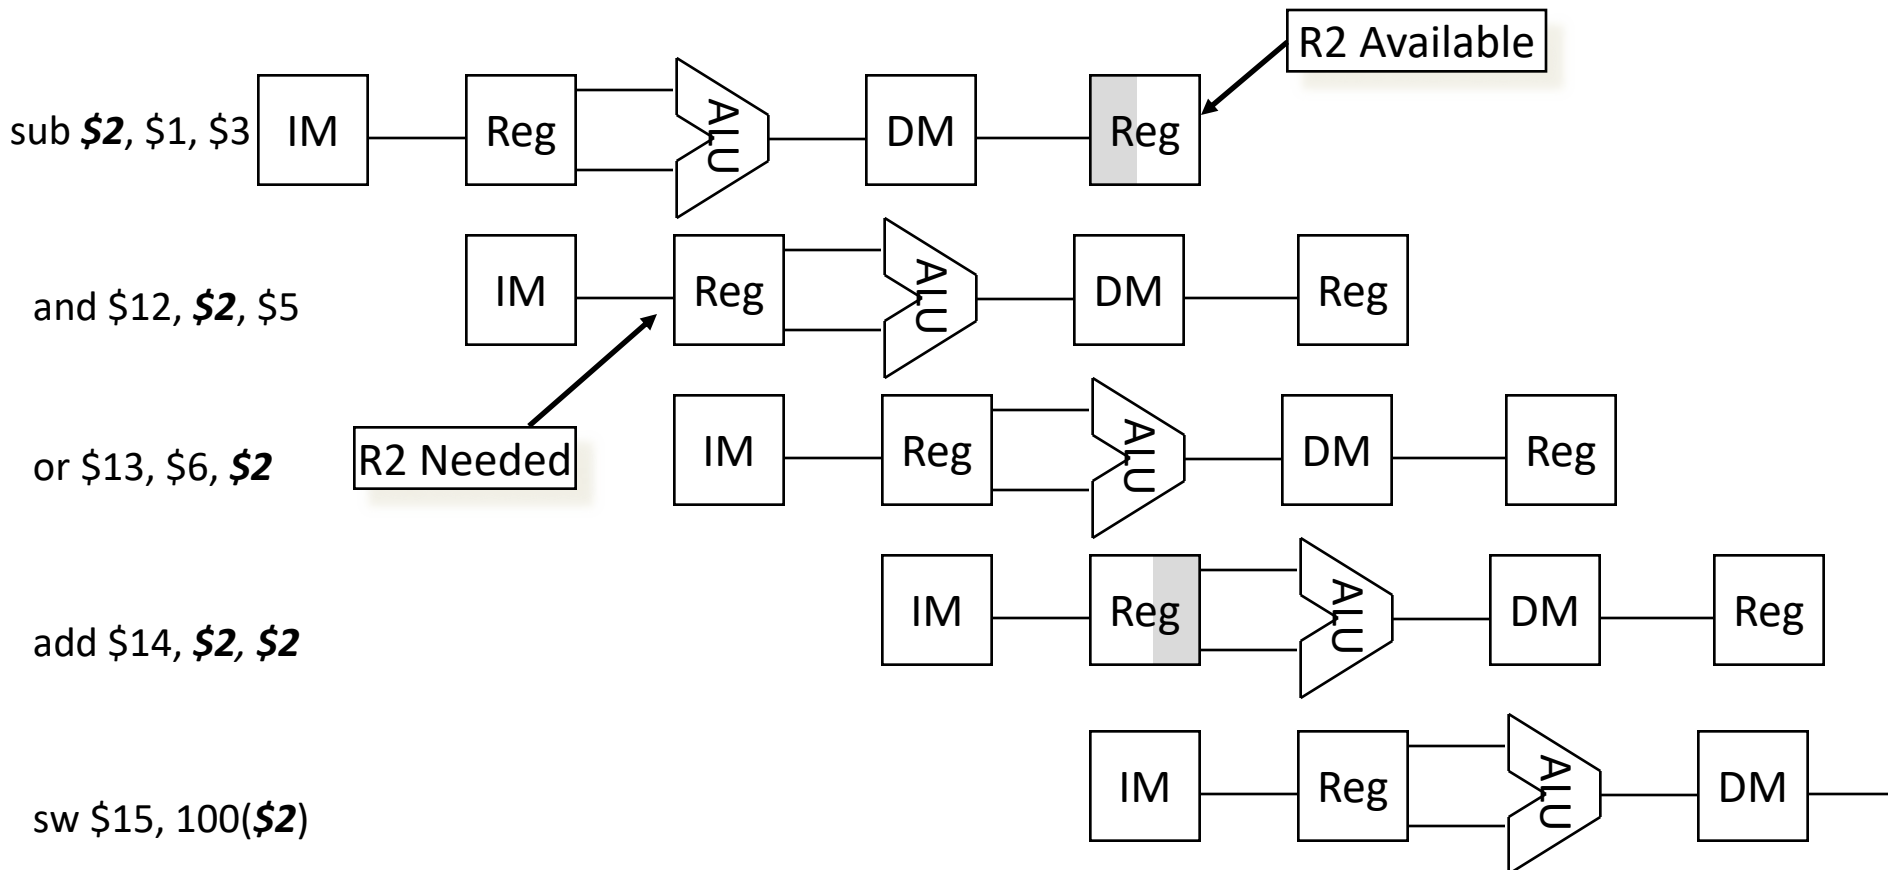 R2 Available
sub $2, $1, $3 IM Reg ALU DM Reg
and $12, $2, $5 IM Reg ALU DM Reg
R2 Needed
or $13, $6, $2 IM Reg ALU DM Reg
add $14, $2, $2 IM Reg ALU DM Reg
sw $15, 100($2) IM Reg ALU DM